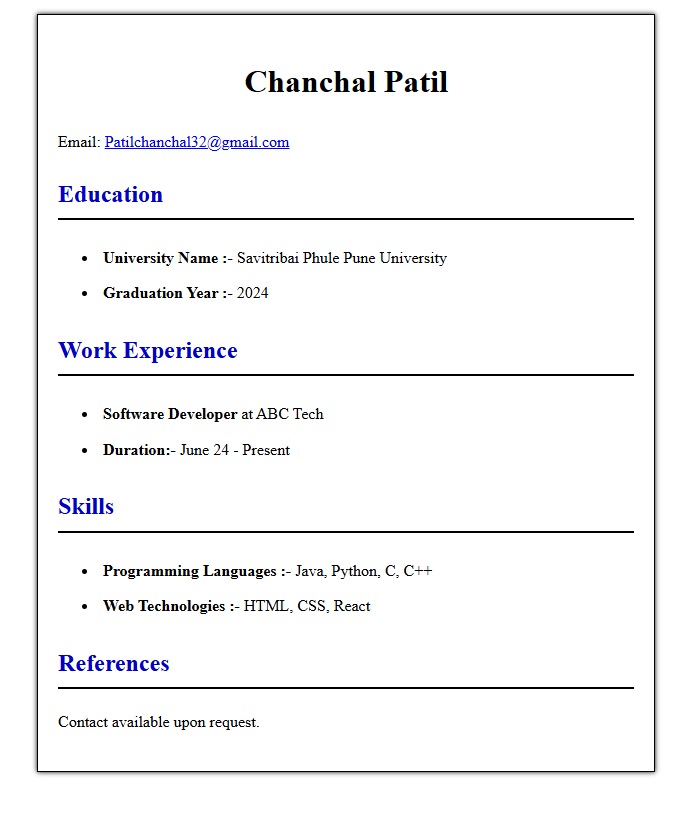 Chanchal Patil
Email: Patilchanchal32@gmail.com
Education
• University Name :- Savitribai Phule Pune University
• Graduation Year :- 2024
Work Experience
• Software Developer at ABC Tech
• Duration:- June 24 - Present
Skills
• Programming Languages :- Java, Python, C, C++
• Web Technologies :- HTML, CSS, React
References
Contact available upon request.